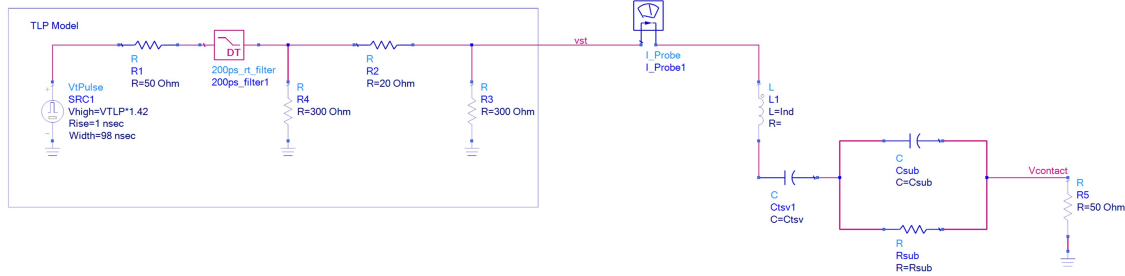 TLP Model
VtPulse
SRC1
Vhigh=VTLP*1.42
Rise=1 nsec
Width=98 nsec
+
−
R
R1
R=50 Ohm
DT
200ps_rt_filter
200ps_filter1
R
R4
R=300 Ohm
R
R2
R=20 Ohm
R
R3
R=300 Ohm
vst
I_Probe
I_Probe1
L
L1
L=Ind
R=
C
Ctsv1
C=Ctsv
C
Csub
C=Csub
R
Rsub
R=Rsub
Vcontact
R
R5
R=50 Ohm